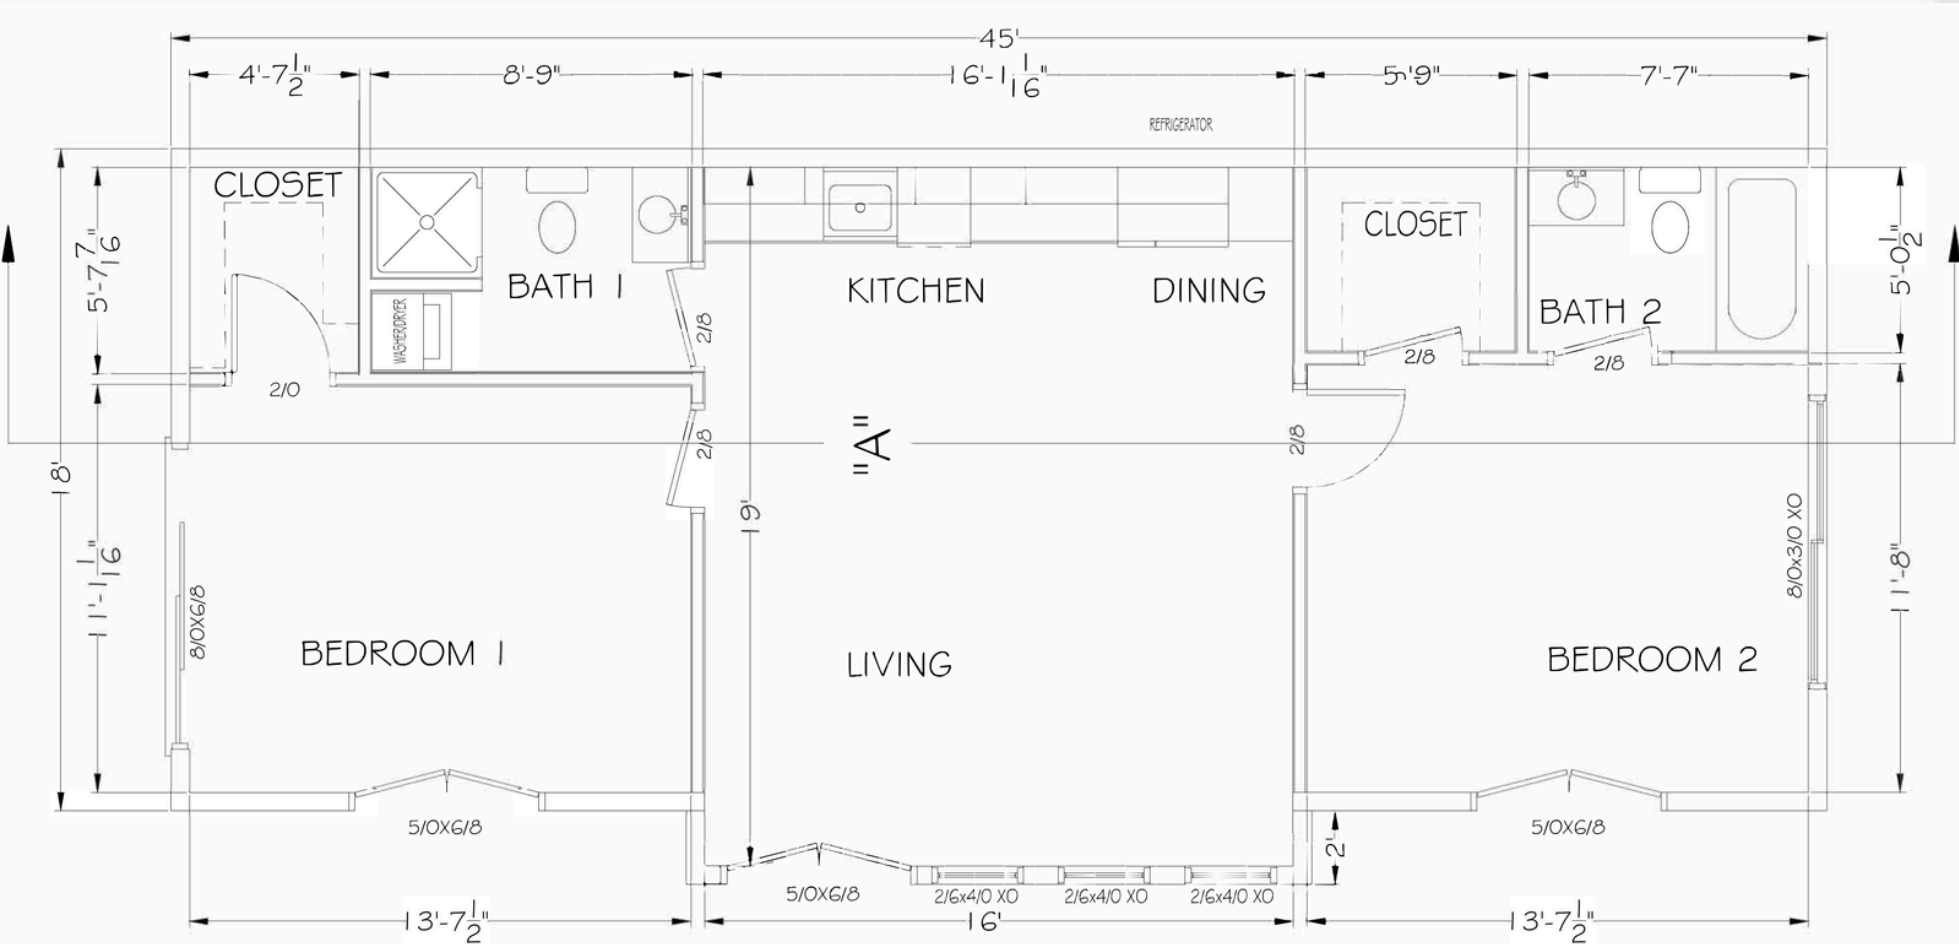 45'
4'-7 1/2"
8'-9"
16'-1 1/16"
5'-9"
7'-7"
REFRIGERATOR
CLOSET
5'-7 7/16"
BATH 1
WASHER/DRYER
2/8
2/0
KITCHEN
DINING
CLOSET
BATH 2
2/8
2/8
5'-0 1/2"
2/8
"A"
2/8
18'
19'
11'-1 1/16"
8/0X6/8
BEDROOM 1
LIVING
BEDROOM 2
8/0x3/0 XO
11'-8"
5/0X6/8
5/0X6/8
2'
5/0X6/8
2/6x4/0 XO
2/6x4/0 XO
2/6x4/0 XO
13'-7 1/2"
16'
13'-7 1/2"